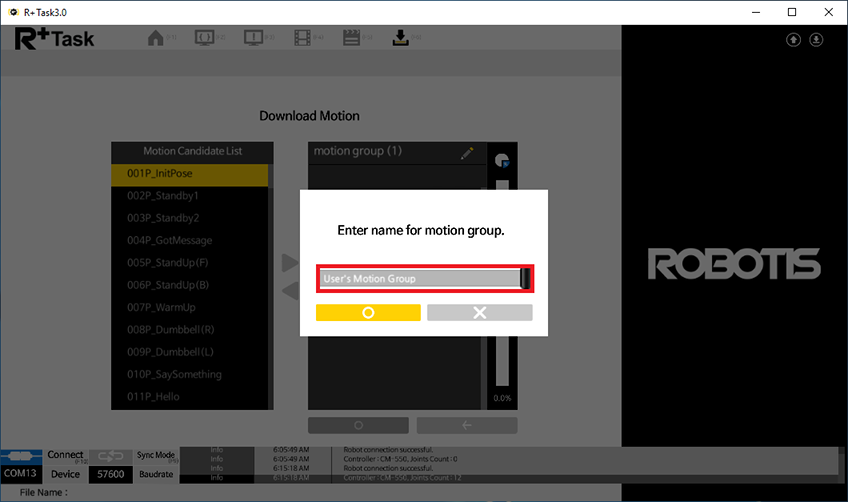 R+Task3.0
R+Task
Download Motion
Motion Candidate List
001P_InitPose
002P_Standby1
003P_Standby2
004P_GotMessage
005P_StandUp(F)
006P_StandUp(B)
007P_WarmUp
008P_Dumbbell(R)
009P_Dumbbell(L)
010P_SaySomething
011P_Hello
motion group (1)
0.0%
Enter name for motion group.
User's Motion Group
ROBOTIS
Connect
Sync Mode
COM13
Device
57600
Baudrate
Info 6:05:49 AM Robot connection successful.
Info 6:05:49 AM Controller : CM-550, Joints Count : 0
Info 6:15:18 AM Robot connection successful.
Info 6:15:18 AM Controller : CM-550, Joints Count : 12
File Name :